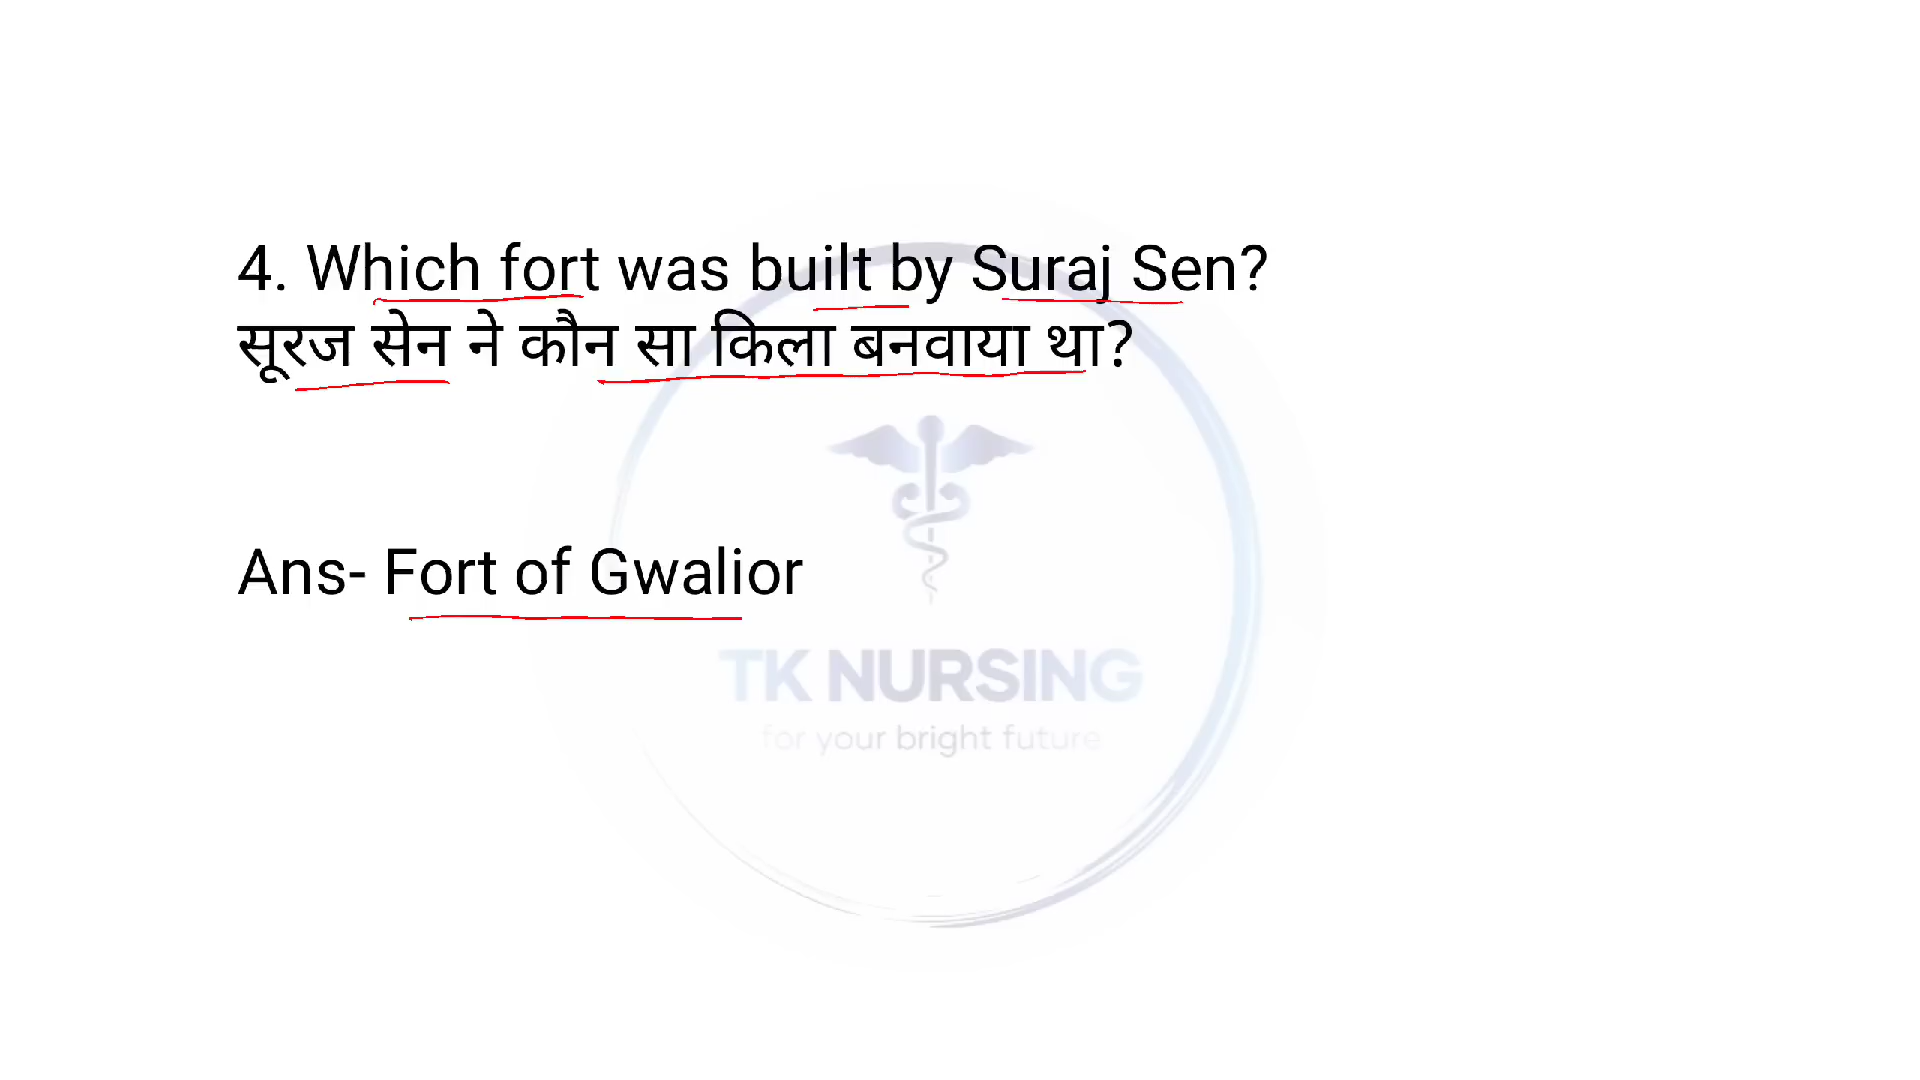 4. Which fort was built by Suraj Sen?
सूरज सेन ने कौन सा किला बनवाया था?
Ans- Fort of Gwalior
TK NURSING
for your bright future